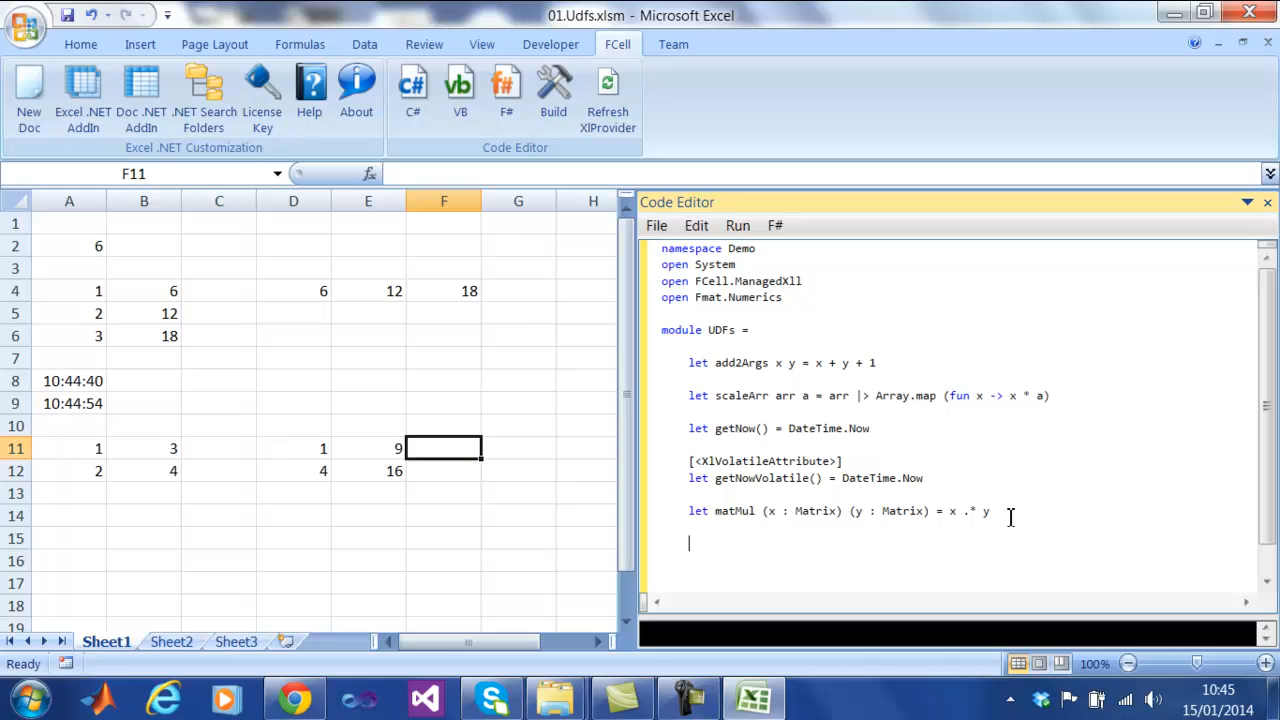 01.Udfs.xlsm - Microsoft Excel
Home Insert Page Layout Formulas Data Review View Developer FCell Team
New Doc
Excel .NET AddIn
Doc .NET AddIn
.NET Search Folders
License Key
Help
About
C#
VB
F#
Build
Refresh XlProvider
Excel .NET Customization
Code Editor
F11
fx
A B C D E F G H
1
2 6
3
4 1 6 6 12 18
5 2 12
6 3 18
7
8 10:44:40
9 10:44:54
10
11 1 3 1 9
12 2 4 4 16
13
14
15
16
17
18
19
Sheet1 Sheet2 Sheet3
Ready
Code Editor
File Edit Run F#
namespace Demo
open System
open FCell.ManagedXll
open Fmat.Numerics
module UDFs =
let add2Args x y = x + y + 1
let scaleArr arr a = arr |> Array.map (fun x -> x * a)
let getNow() = DateTime.Now
[<XlVolatileAttribute>]
let getNowVolatile() = DateTime.Now
let matMul (x : Matrix) (y : Matrix) = x .* y
100%
10:45
15/01/2014